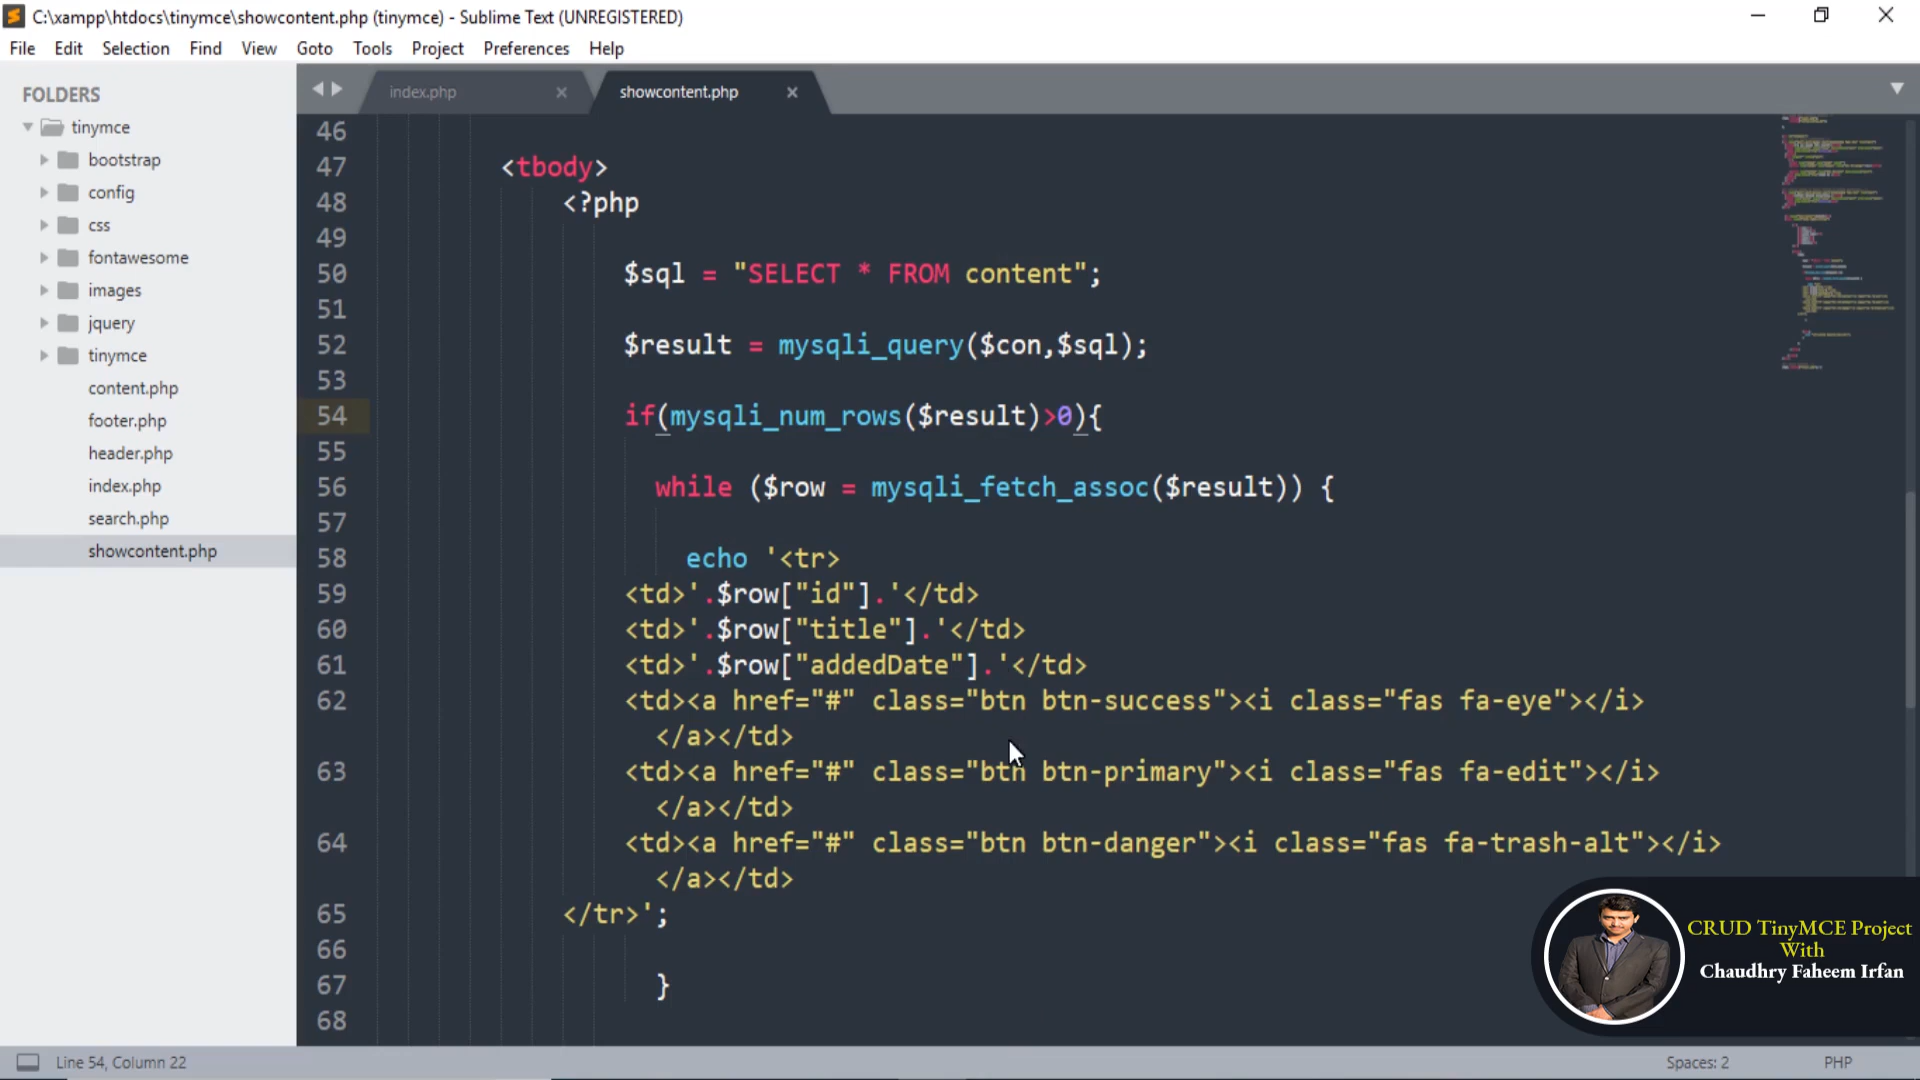 C:\xampp\htdocs\tinymce\showcontent.php (tinymce) - Sublime Text (UNREGISTERED)
File Edit Selection Find View Goto Tools Project Preferences Help
FOLDERS
tinymce
bootstrap
config
css
fontawesome
images
jquery
tinymce
content.php
footer.php
header.php
index.php
search.php
showcontent.php
index.php × showcontent.php ×
46
47 <tbody>
48 <?php
49
50 $sql = "SELECT * FROM content";
51
52 $result = mysqli_query($con,$sql);
53
54 if(mysqli_num_rows($result)>0){
55
56 while ($row = mysqli_fetch_assoc($result)) {
57
58 echo '<tr>
59 <td>'.$row["id"].'</td>
60 <td>'.$row["title"].'</td>
61 <td>'.$row["addedDate"].'</td>
62 <td><a href="#" class="btn btn-success"><i class="fas fa-eye"></i>
</a></td>
63 <td><a href="#" class="btn btn-primary"><i class="fas fa-edit"></i>
</a></td>
64 <td><a href="#" class="btn btn-danger"><i class="fas fa-trash-alt"></i>
</a></td>
65 </tr>';
66
67 }
68
CRUD TinyMCE Project
With
Chaudhry Faheem Irfan
Line 54, Column 22
Spaces: 2 PHP